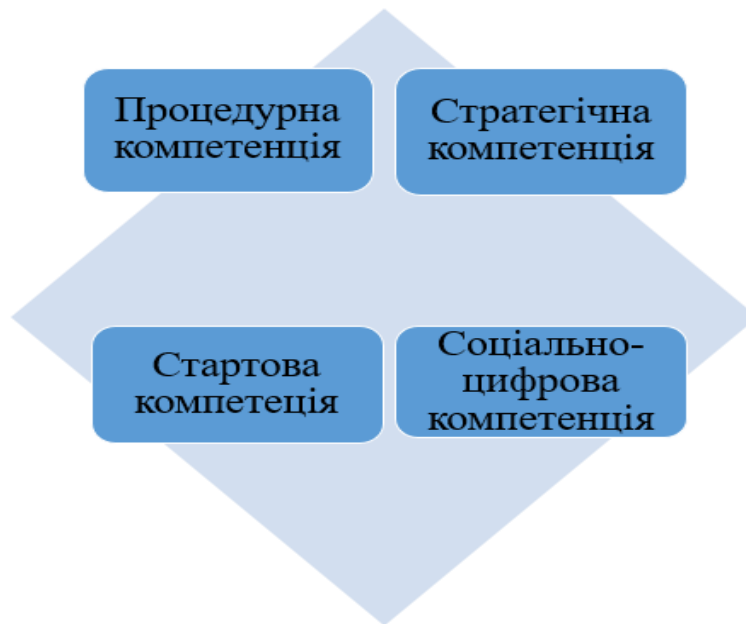 Процедурна
компетенція
Стратегічна
компетенція
Стартова
компетеція
Соціально-
цифрова
компетенція